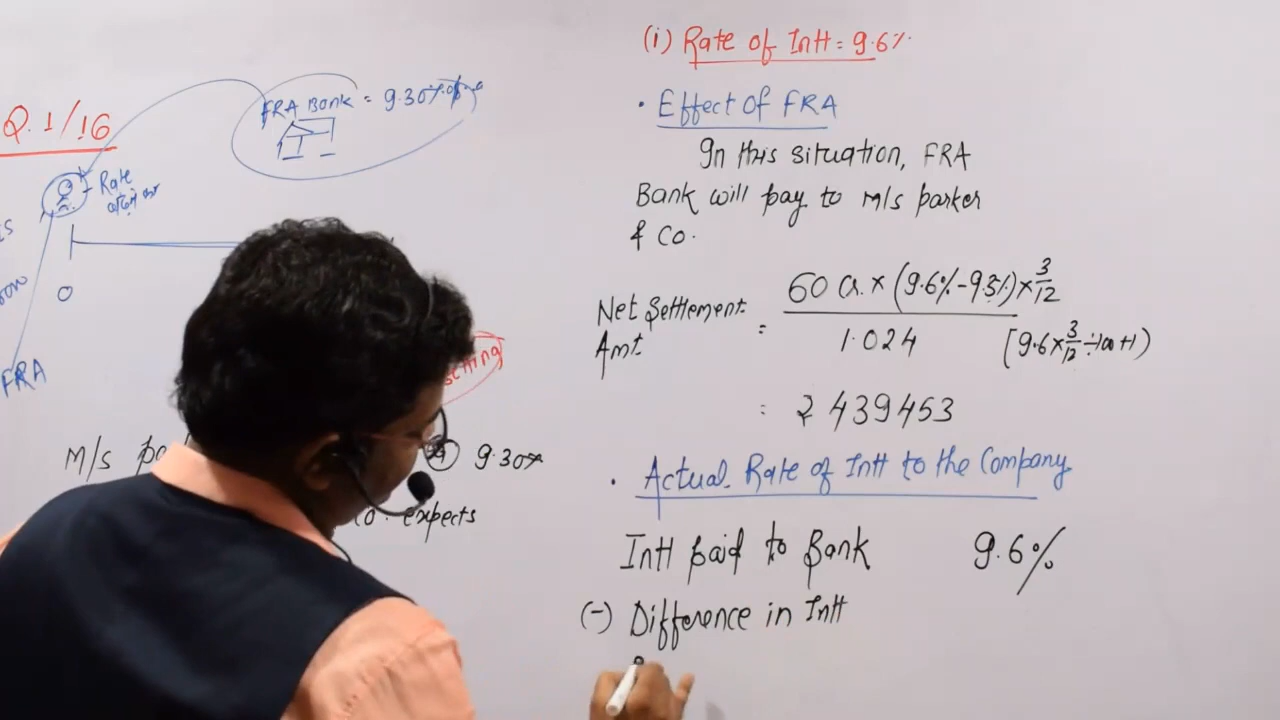 Q.1/16
FRA Bank = 9.30%
Rate
0
FRA
M/s
9.30%
Co. expects
(i) Rate of Intt = 9.6%
• Effect of FRA
In this situation, FRA
Bank will pay to M/s parker
& Co.
Net Settlement Amt. = 60 Cr. × (9.6% - 9.3%) × 3/12
1.024 [9.6 × 3/12 ÷ 100 + 1]
= ₹ 439453
• Actual Rate of Intt to the Company
Intt paid to Bank 9.6%
(-) Difference in Intt